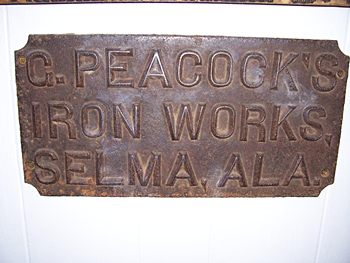 G. PEACOCK'S
IRON WORKS,
SELMA, ALA.